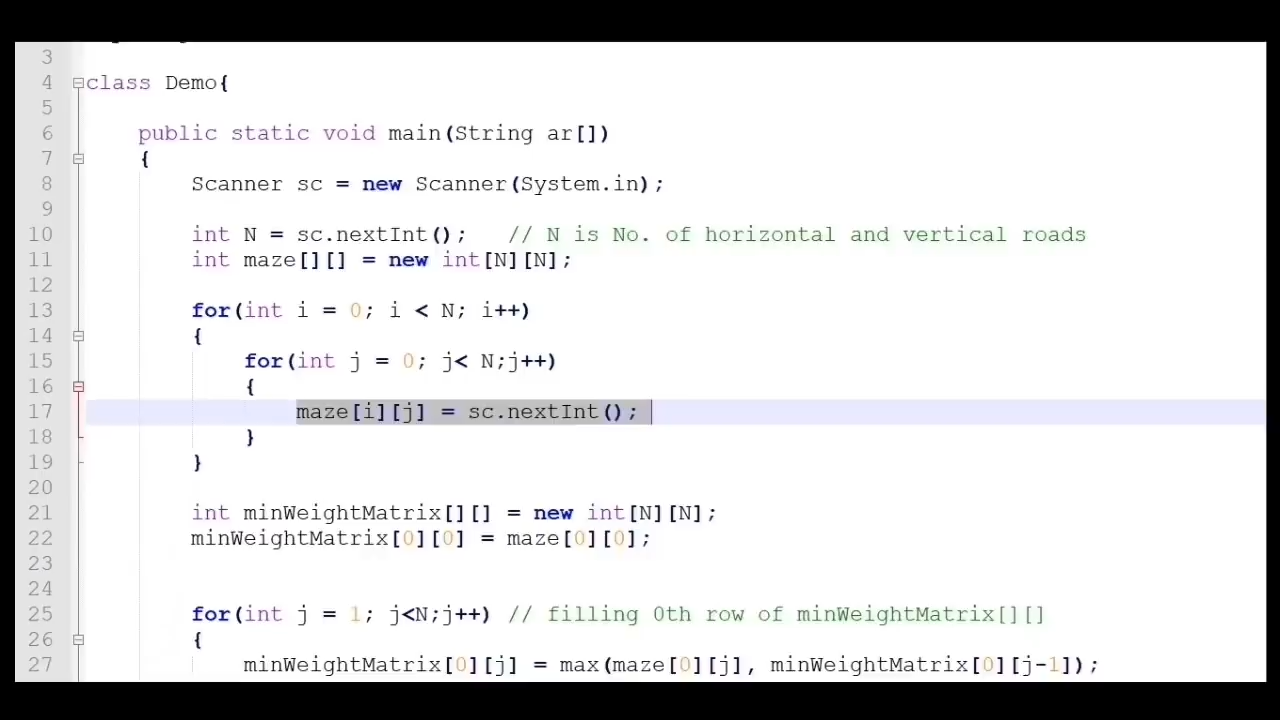 3
4 class Demo{
5
6 public static void main(String ar[])
7 {
8 Scanner sc = new Scanner(System.in);
9
10 int N = sc.nextInt(); // N is No. of horizontal and vertical roads
11 int maze[][] = new int[N][N];
12
13 for(int i = 0; i < N; i++)
14 {
15 for(int j = 0; j< N;j++)
16 {
17 maze[i][j] = sc.nextInt();
18 }
19 }
20
21 int minWeightMatrix[][] = new int[N][N];
22 minWeightMatrix[0][0] = maze[0][0];
23
24
25 for(int j = 1; j<N;j++) // filling 0th row of minWeightMatrix[][]
26 {
27 minWeightMatrix[0][j] = max(maze[0][j], minWeightMatrix[0][j-1]);